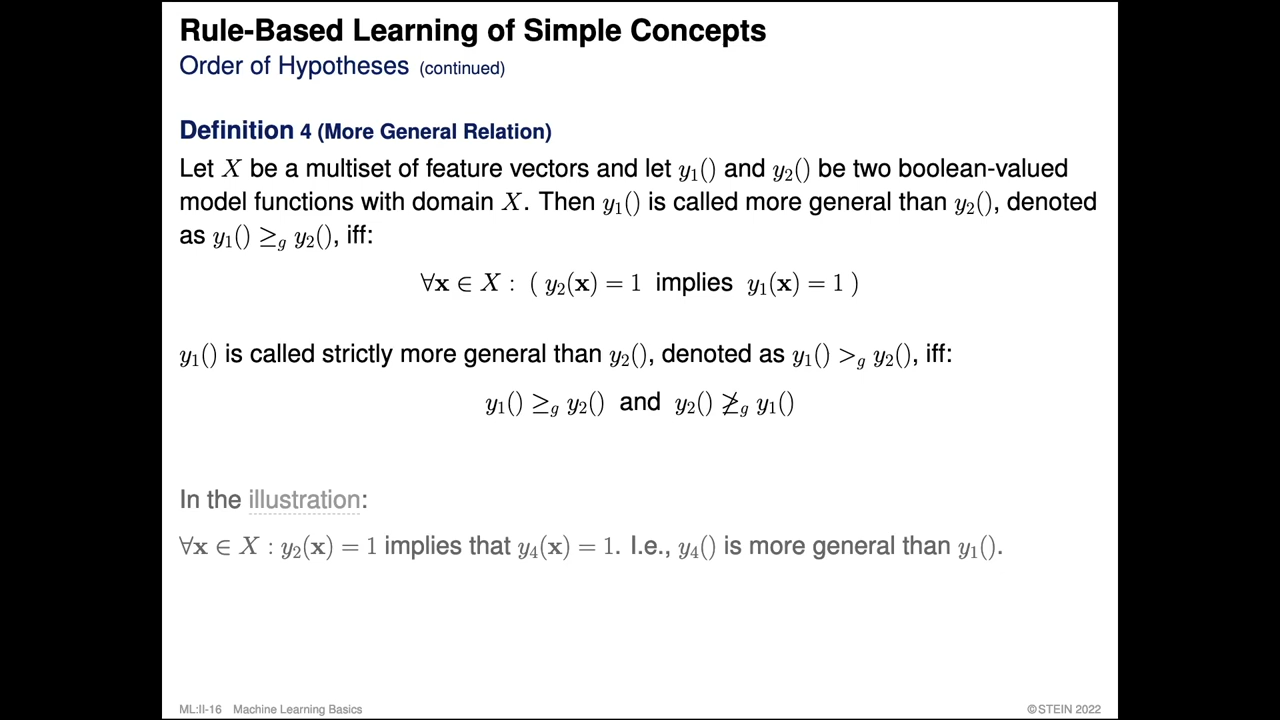 Rule-Based Learning of Simple Concepts
Order of Hypotheses (continued)
Definition 4 (More General Relation)
Let X be a multiset of feature vectors and let y₁() and y₂() be two boolean-valued
model functions with domain X. Then y₁() is called more general than y₂(), denoted
as y₁() ≥g y₂(), iff:
∀x ∈ X : ( y₂(x) = 1 implies y₁(x) = 1 )
y₁() is called strictly more general than y₂(), denoted as y₁() >g y₂(), iff:
y₁() ≥g y₂() and y₂() ≱g y₁()
In the illustration:
∀x ∈ X : y₂(x) = 1 implies that y₄(x) = 1. I.e., y₄() is more general than y₁().
ML:II-16 Machine Learning Basics ©STEIN 2022